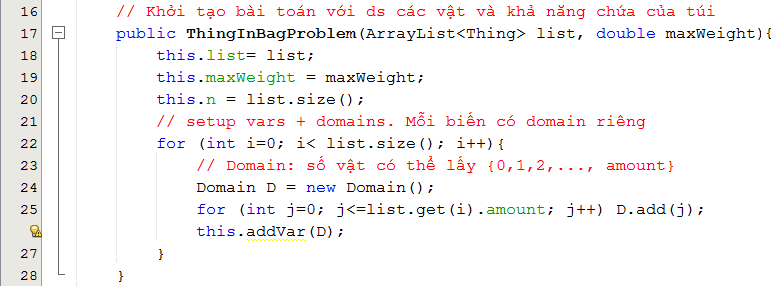 16 // Khởi tạo bài toán với ds các vật và khả năng chứa của túi
17 public ThingInBagProblem(ArrayList<Thing> list, double maxWeight){
18 this.list= list;
19 this.maxWeight = maxWeight;
20 this.n = list.size();
21 // setup vars + domains. Mỗi biến có domain riêng
22 for (int i=0; i< list.size(); i++){
23 // Domain: số vật có thể lấy {0,1,2,..., amount}
24 Domain D = new Domain();
25 for (int j=0; j<=list.get(i).amount; j++) D.add(j);
this.addVar(D);
27 }
28 }